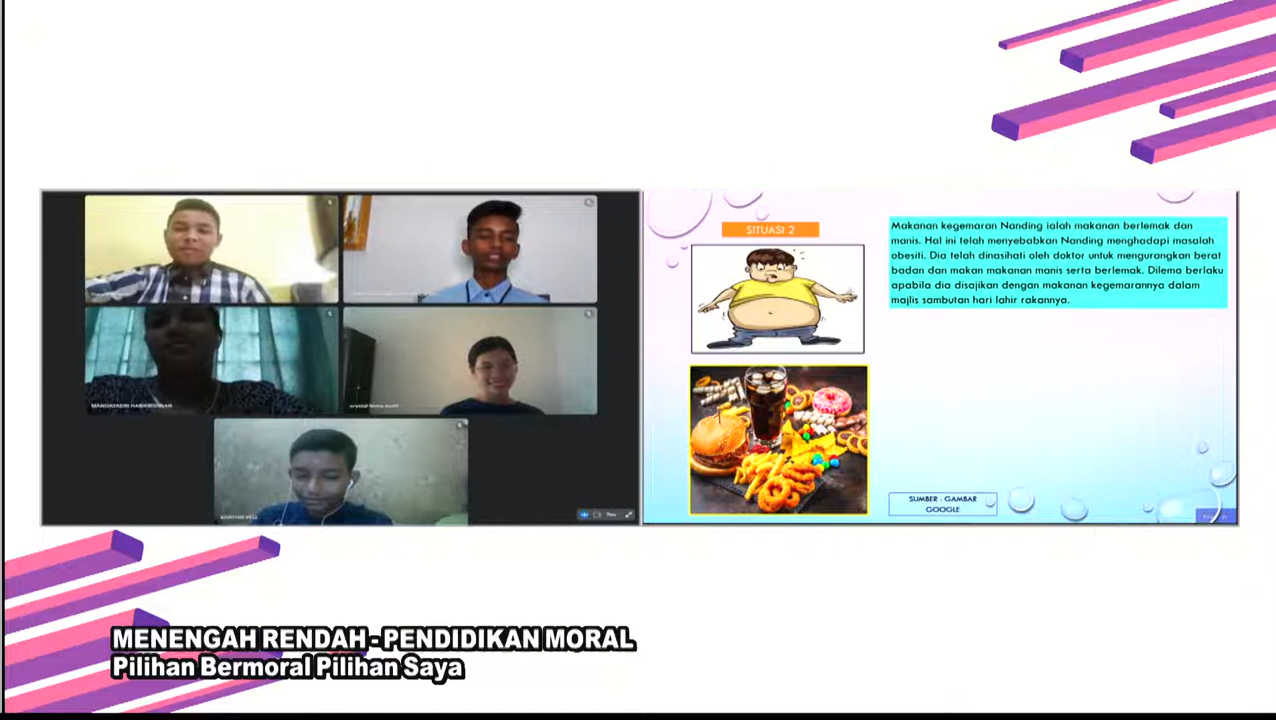 SITUASI 2
Makanan kegemaran Nanding ialah makanan berlemak dan
manis. Hal ini telah menyebabkan Nanding menghadapi masalah
obesiti. Dia telah dinasihati oleh doktor untuk mengurangkan berat
badan dan makan makanan manis serta berlemak. Dilema berlaku
apabila dia disajikan dengan makanan kegemarannya dalam
majlis sambutan hari lahir rakannya.
SUMBER : GAMBAR
GOOGLE
You
MENENGAH RENDAH - PENDIDIKAN MORAL
Pilihan Bermoral Pilihan Saya